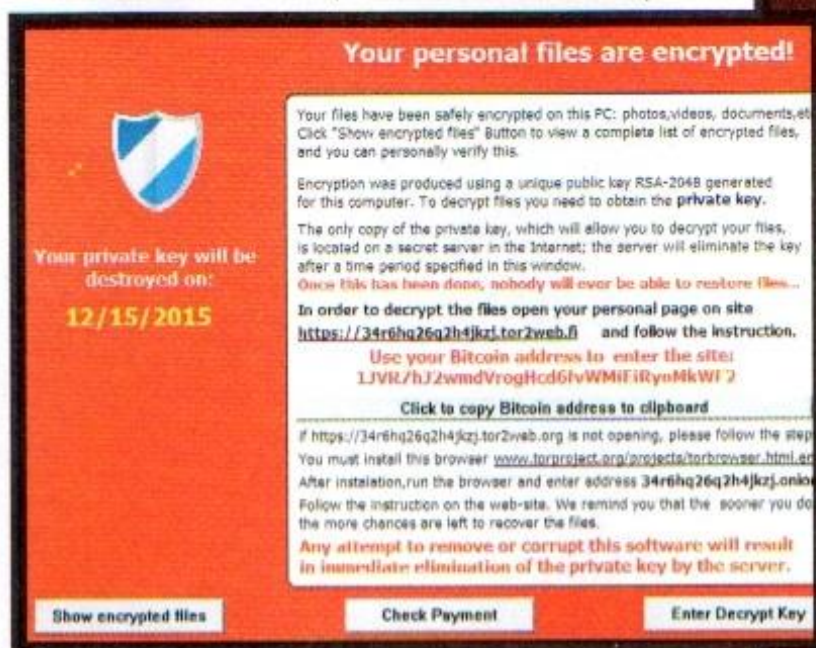 Your personal files are encrypted!
Your files have been safely encrypted on this PC: photos,videos, documents,et
Click "Show encrypted files" Button to view a complete list of encrypted files,
and you can personally verify this.
Encryption was produced using a unique public key RSA-2048 generated
for this computer. To decrypt files you need to obtain the private key.
The only copy of the private key, which will allow you to decrypt your files,
is located on a secret server in the Internet; the server will eliminate the key
after a time period specified in this window.
Once this has been done, nobody will ever be able to restore files...
In order to decrypt the files open your personal page on site
https://34r6hq26q2h4jkzj.tor2web.fi and follow the instruction.
Use your Bitcoin address to enter the site:
Click to copy Bitcoin address to clipboard
if https://34r6hq26q2h4jkzj.tor2web.org is not opening, please follow the step
You must install this browser www.torproject.org/projects/torbrowser.html.en
After instalation,run the browser and enter address 34r6hq26q2h4jkzj.onion
Follow the instruction on the web-site. We remind you that the sooner you do
the more chances are left to recover the files.
Any attempt to remove or corrupt this software will result
in immediate elimination of the private key by the server.
Your private key will be
destroyed on:
12/15/2015
Show encrypted files
Check Payment
Enter Decrypt Key